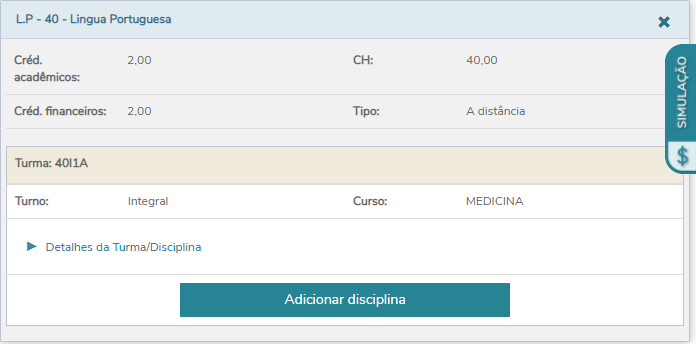 L.P - 40 - Lingua Portuguesa
Créd. acadêmicos: 2,00 CH: 40,00
Créd. financeiros: 2,00 Tipo: A distância
SIMULAÇÃO
$
Turma: 40I1A
Turno: Integral Curso: MEDICINA
Detalhes da Turma/Disciplina
Adicionar disciplina